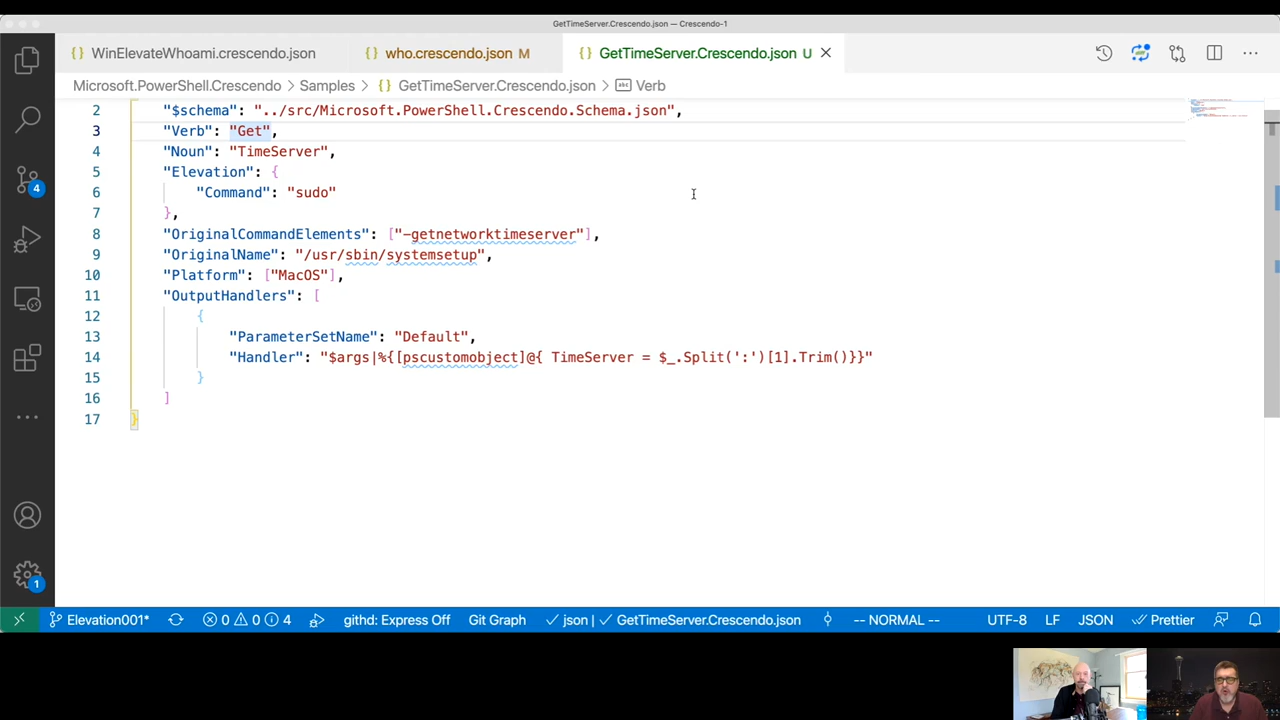 GetTimeServer.Crescendo.json — Crescendo-1
WinElevateWhoami.crescendo.json
who.crescendo.json M
GetTimeServer.Crescendo.json U
Microsoft.PowerShell.Crescendo > Samples > {} GetTimeServer.Crescendo.json > abc Verb
2 "$schema": "../src/Microsoft.PowerShell.Crescendo.Schema.json",
3 "Verb": "Get",
4 "Noun": "TimeServer",
5 "Elevation": {
6 "Command": "sudo"
7 },
8 "OriginalCommandElements": ["-getnetworktimeserver"],
9 "OriginalName": "/usr/sbin/systemsetup",
10 "Platform": ["MacOS"],
11 "OutputHandlers": [
12 {
13 "ParameterSetName": "Default",
14 "Handler": "$args|%{[pscustomobject]@{ TimeServer = $_.Split(':')[1].Trim()}}"
15 }
16 ]
17 }
4
1
Elevation001* 0 0 4 githd: Express Off Git Graph ✓ json | ✓ GetTimeServer.Crescendo.json -- NORMAL -- UTF-8 LF JSON Prettier